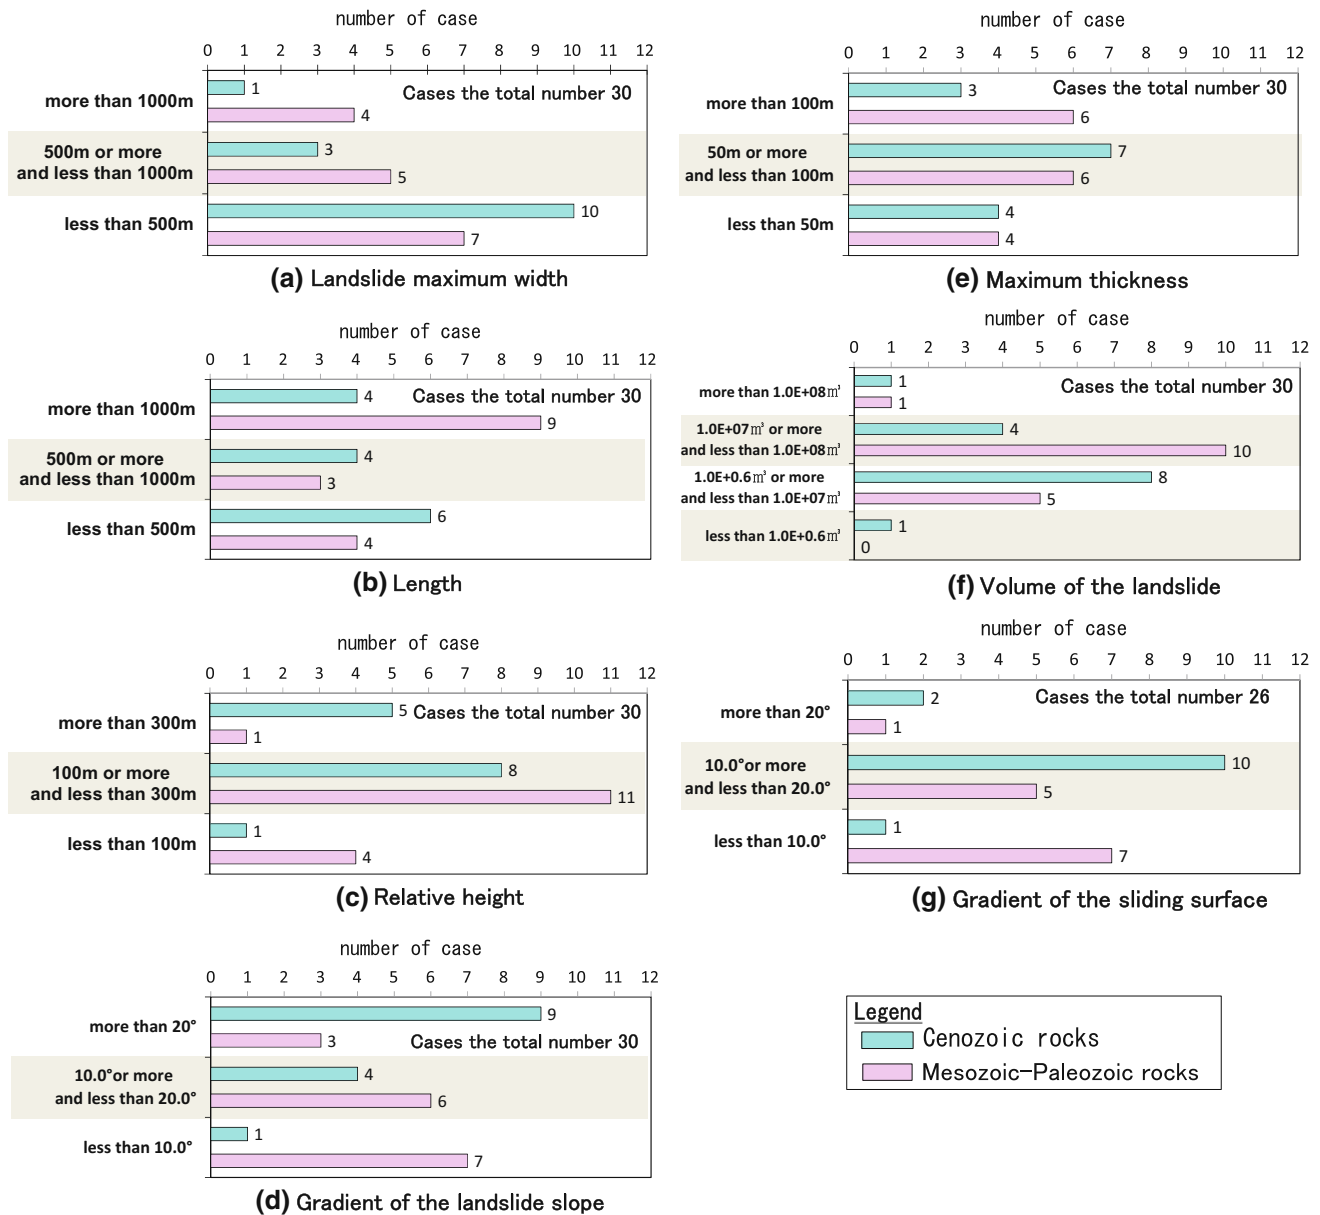 number of case
0 1 2 3 4 5 6 7 8 9 10 11 12
Cases the total number 30
more than 1000m
1
4
500m or more
and less than 1000m
3
5
less than 500m
10
7
(a) Landslide maximum width
number of case
0 1 2 3 4 5 6 7 8 9 10 11 12
Cases the total number 30
more than 1000m
4
9
500m or more
and less than 1000m
4
3
less than 500m
6
4
(b) Length
number of case
0 1 2 3 4 5 6 7 8 9 10 11 12
Cases the total number 30
more than 300m
5
1
100m or more
and less than 300m
8
11
less than 100m
1
4
(c) Relative height
number of case
0 1 2 3 4 5 6 7 8 9 10 11 12
more than 20°
9
3
Cases the total number 30
10.0°or more
and less than 20.0°
4
6
less than 10.0°
1
7
(d) Gradient of the landslide slope
number of case
0 1 2 3 4 5 6 7 8 9 10 11 12
Cases the total number 30
more than 100m
3
6
50m or more
and less than 100m
7
6
less than 50m
4
4
(e) Maximum thickness
number of case
0 1 2 3 4 5 6 7 8 9 10 11 12
Cases the total number 30
more than 1.0E+08㎥
1
1
1.0E+07㎥ or more
and less than 1.0E+08㎥
4
10
1.0E+0.6㎥ or more
and less than 1.0E+07㎥
8
5
less than 1.0E+0.6㎥
1
0
(f) Volume of the landslide
number of case
0 1 2 3 4 5 6 7 8 9 10 11 12
Cases the total number 26
more than 20°
2
1
10.0°or more
and less than 20.0°
10
5
less than 10.0°
1
7
(g) Gradient of the sliding surface
Legend
Cenozoic rocks
Mesozoic-Paleozoic rocks